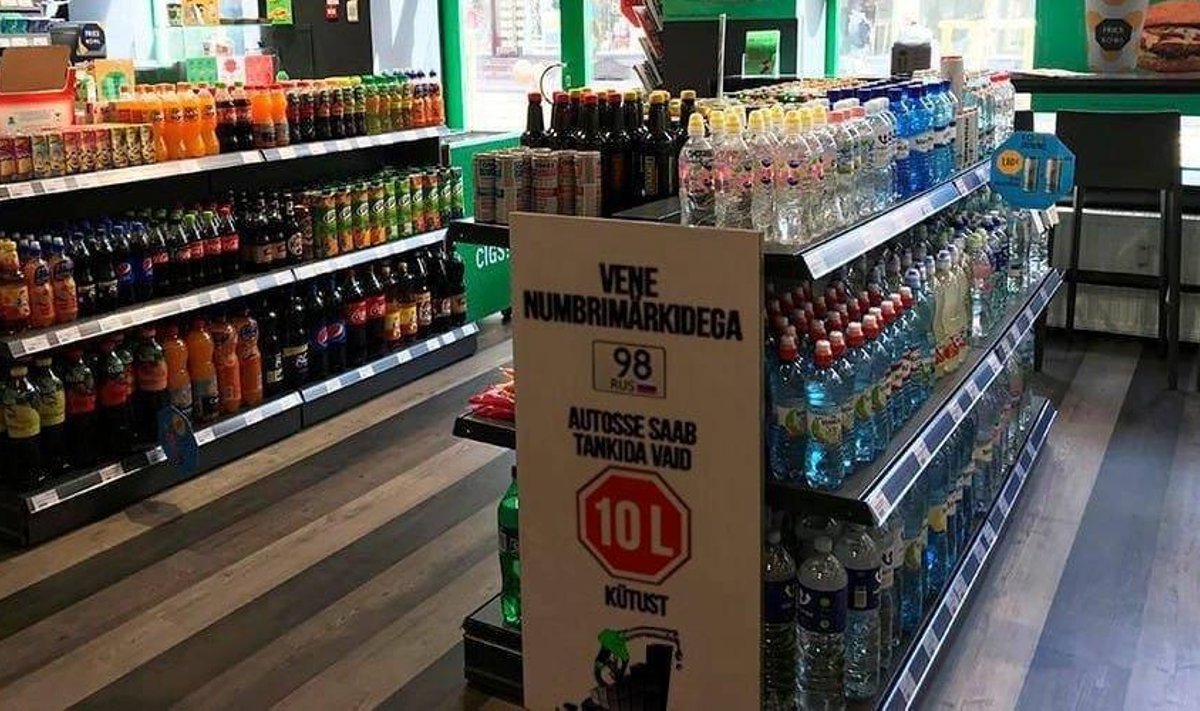 VENE
NUMBRIMÄRKIDEGA
98
RUS
AUTOSSE SAAB
TANKIDA VAID
10 L
KÜTUST
CIGS